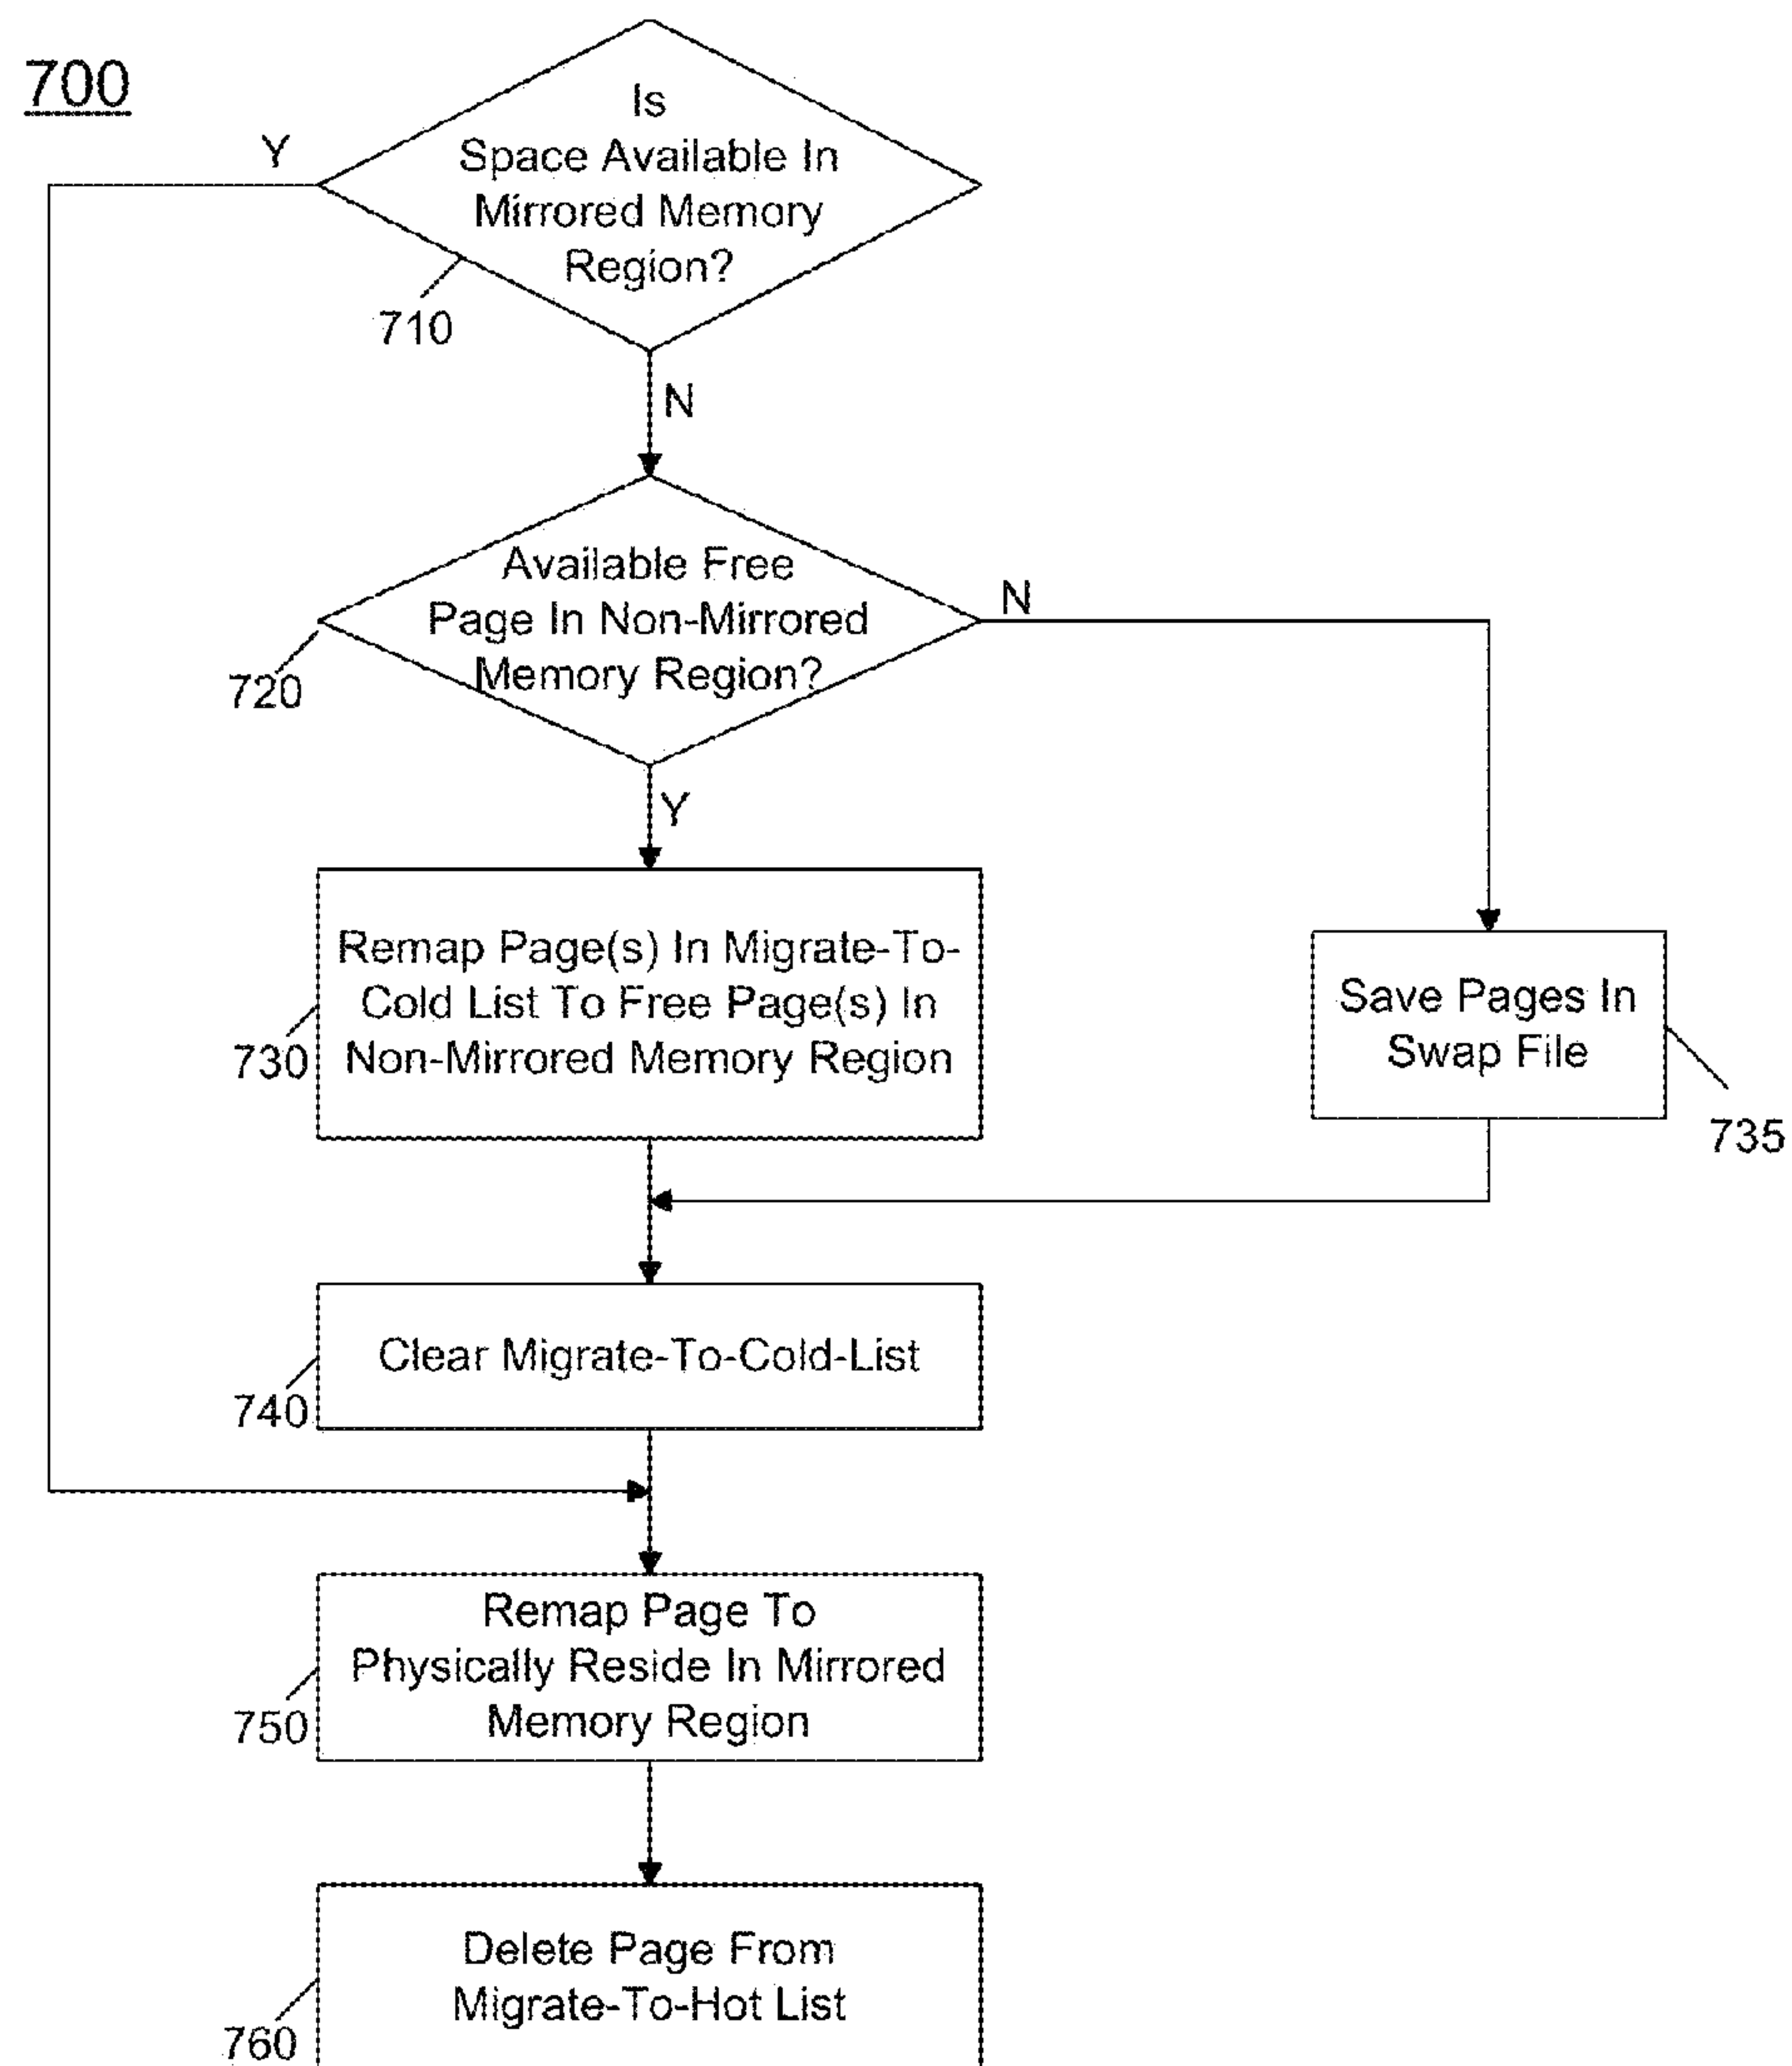 700
Is
Space Available In
Mirrored Memory
Region?
Y
710
N
Available Free
Page In Non-Mirrored
Memory Region?
N
720
Y
Remap Page(s) In Migrate-To-
Cold List To Free Page(s) In
Non-Mirrored Memory Region
730
Save Pages In
Swap File
735
Clear Migrate-To-Cold-List
740
Remap Page To
Physically Reside In Mirrored
Memory Region
750
Delete Page From
Migrate-To-Hot List
760